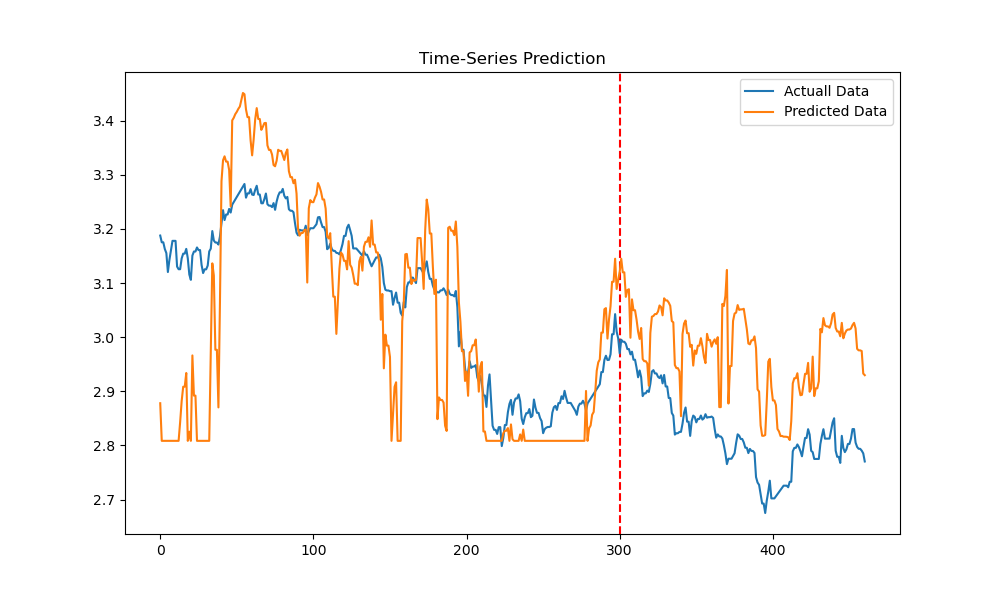 Time-Series Prediction
Actuall Data
Predicted Data
3.4
3.3
3.2
3.1
3.0
2.9
2.8
2.7
0 100 200 300 400